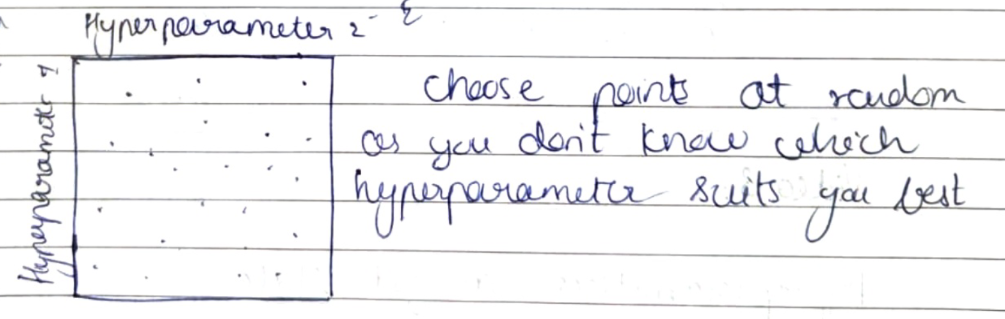 Hyperparameter 2 - ε
Hyperparameter 1
Choose points at random
as you don't know which
hyperparameter suits you best